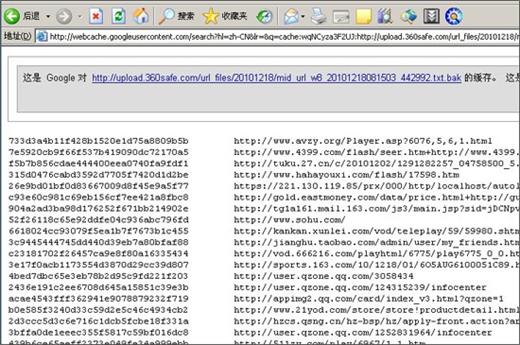 后退 搜索 收藏夹
地址(D) http://webcache.googleusercontent.com/search?hl=zh-CN&lr=&q=cache:wqNCyza3F2UJ:http://upload.360safe.com/url_files/20101218/m
这是 Google 对 http://upload.360safe.com/url_files/20101218/mid_url_w8_20101218081503_442992.txt.bak 的缓存。 这是
733d3a4b11f428b1520e1d75a8809b5b http://www.avzy.org/Player.asp?6076,5,6,1.html
7e5920cb9f66f537b419090dc72170a5 http://www.4399.com/flash/seer.htm+http://www.4399.
f5b7b856cdae444400eea0740fa9fdf1 http://tuku.27.cn/c/20101202/1291282257_04758500_5.
315d0476cabd3592d7705f7420d1d2be http://www.hahayouxi.com/flash/17598.htm
26e9bd01bf0d83667009d8f45e9a5f77 https://221.130.119.85/prx/000/http/localhost/autol
c93e60c981c69eb156cf7ee421a8fbc8 http://gold.eastmoney.com/data/price.html+http://gu
904a2ad3ba98d176252f671bb214902e http://tg1a161.mail.163.com/js3/main.jsp?sid=jDCNpv
52f26118c65e92ddfe04c936abc796fd http://www.sohu.com/
6618024cc93079f5ea1b7f7673b1c455 http://kankan.xunlei.com/vod/teleplay/59/59980.shtm
3c9445444745dd440d39eb7a80bfaf88 http://jianghu.taobao.com/admin/user/my_friends.htm
c23181702f26457ca9e8f80a16335434 http://vod.666216.com/playhtml/6775/play6775_0_0.h
3e17f0acb1173554d3870d29cc39d807 http://sports.163.com/10/1218/01/6O5AUG6100051C89.h
4bed7dbc65e3eb78b2d95c9fd221f203 http://user.qzone.qq.com/3058434
2436e191c2ee6708d645a15851c39e3b http://user.qzone.qq.com/124315239/infocenter
acae4543fff362941e9078879232f719 http://appimg2.qq.com/card/index_v3.html?qzone=1
b0e585f3240d33c59d2e5c46c4934cb2 http://www.21yod.com/store/store!productdetail.html
2d3ccc5d3c6e716c1dcb5fcbe18f331a http://hzcs.qsng.cn/hz-bsp/hz/apply-front.action?ar
3bffa0de1eeec355f5817c59bf016dc8 http://user.qzone.qq.com/1252831964/infocenter